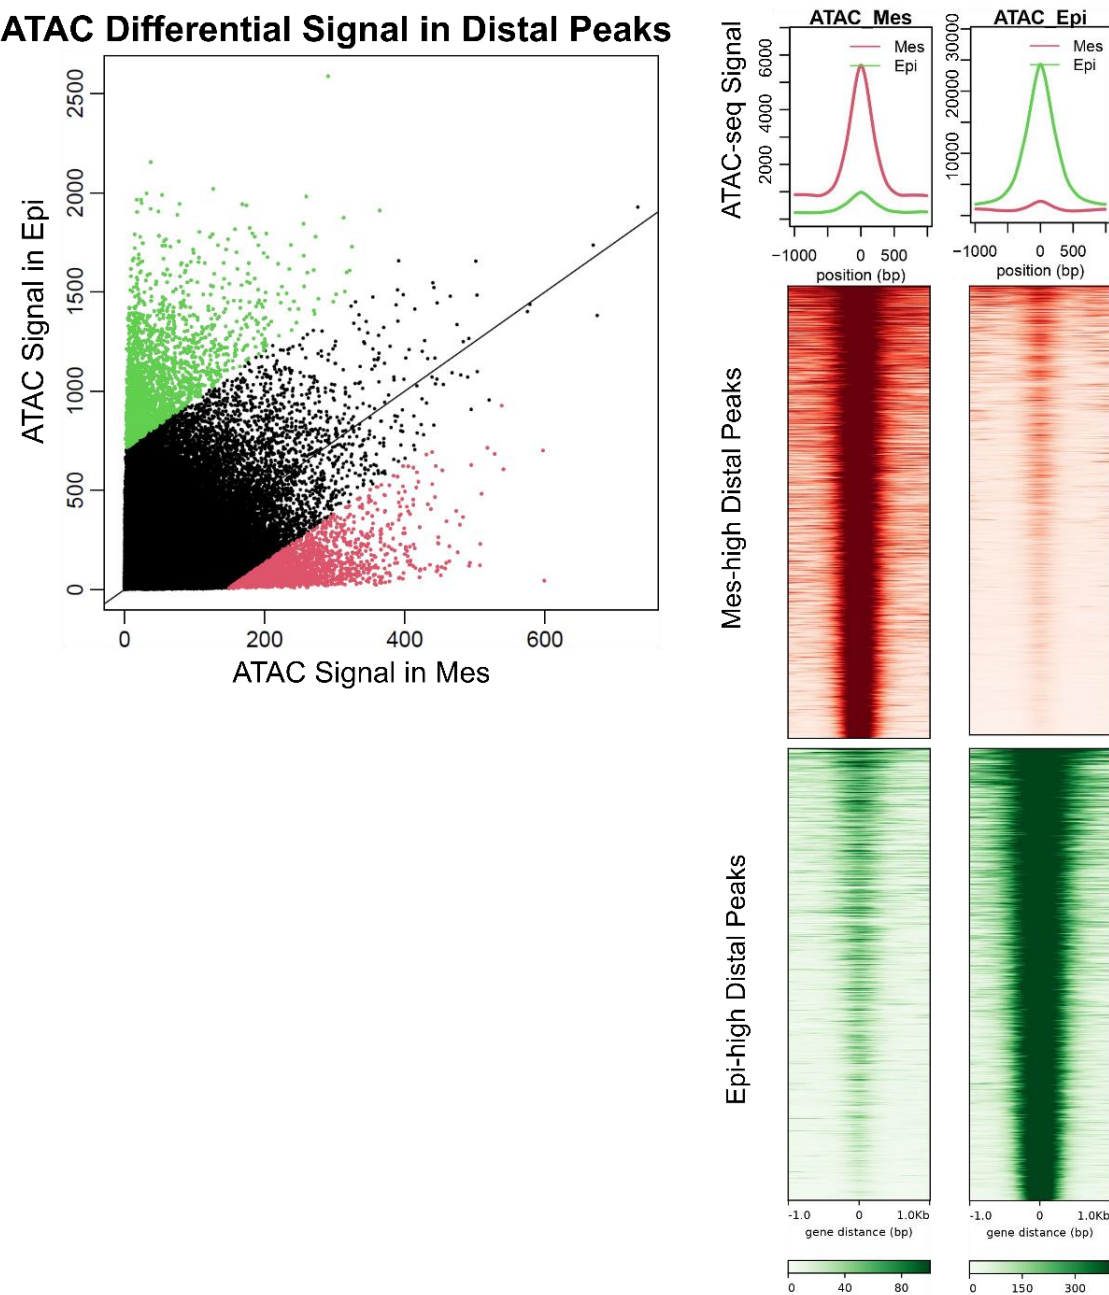 ATAC Differential Signal in Distal Peaks
ATAC Signal in Epi
0
500
1000
1500
2000
2500
0
200
400
600
ATAC Signal in Mes
ATAC_Mes
ATAC_Epi
ATAC-seq Signal
2000
4000
6000
Mes
Epi
10000
20000
30000
Mes
Epi
−1000
0
500
position (bp)
−1000
0
500
position (bp)
Mes-high Distal Peaks
Epi-high Distal Peaks
-1.0
0
1.0Kb
gene distance (bp)
-1.0
0
1.0Kb
gene distance (bp)
0
40
80
0
150
300